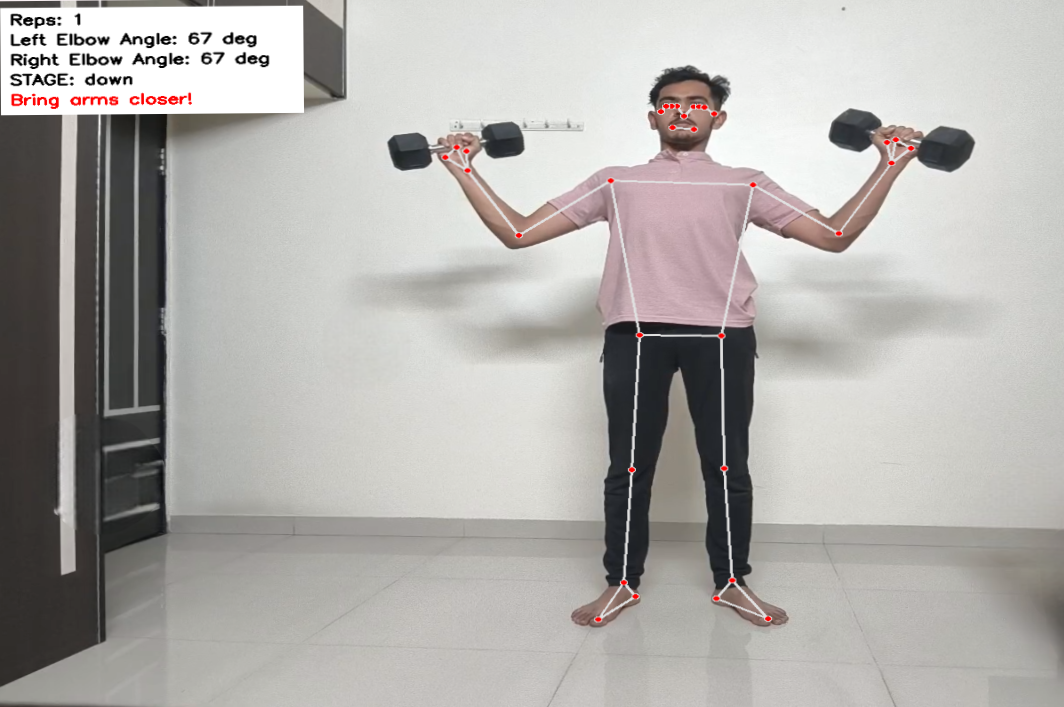 Reps: 1
Left Elbow Angle: 67 deg
Right Elbow Angle: 67 deg
STAGE: down
Bring arms closer!